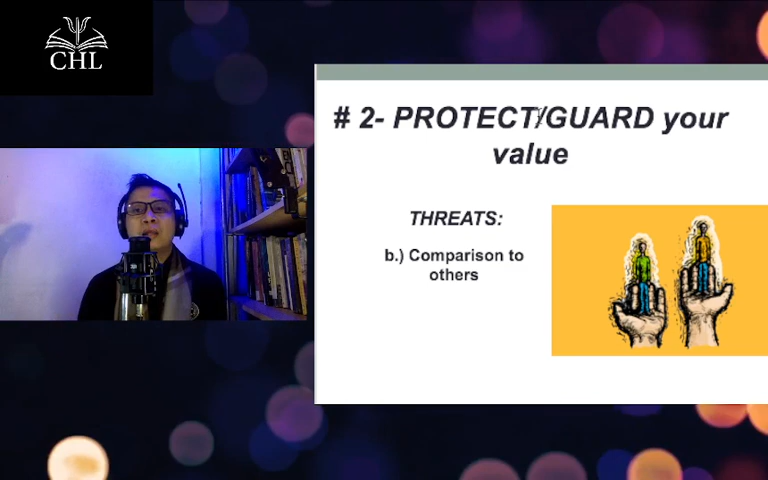 CHL
# 2- PROTECT/GUARD your
value
THREATS:
b.) Comparison to
others